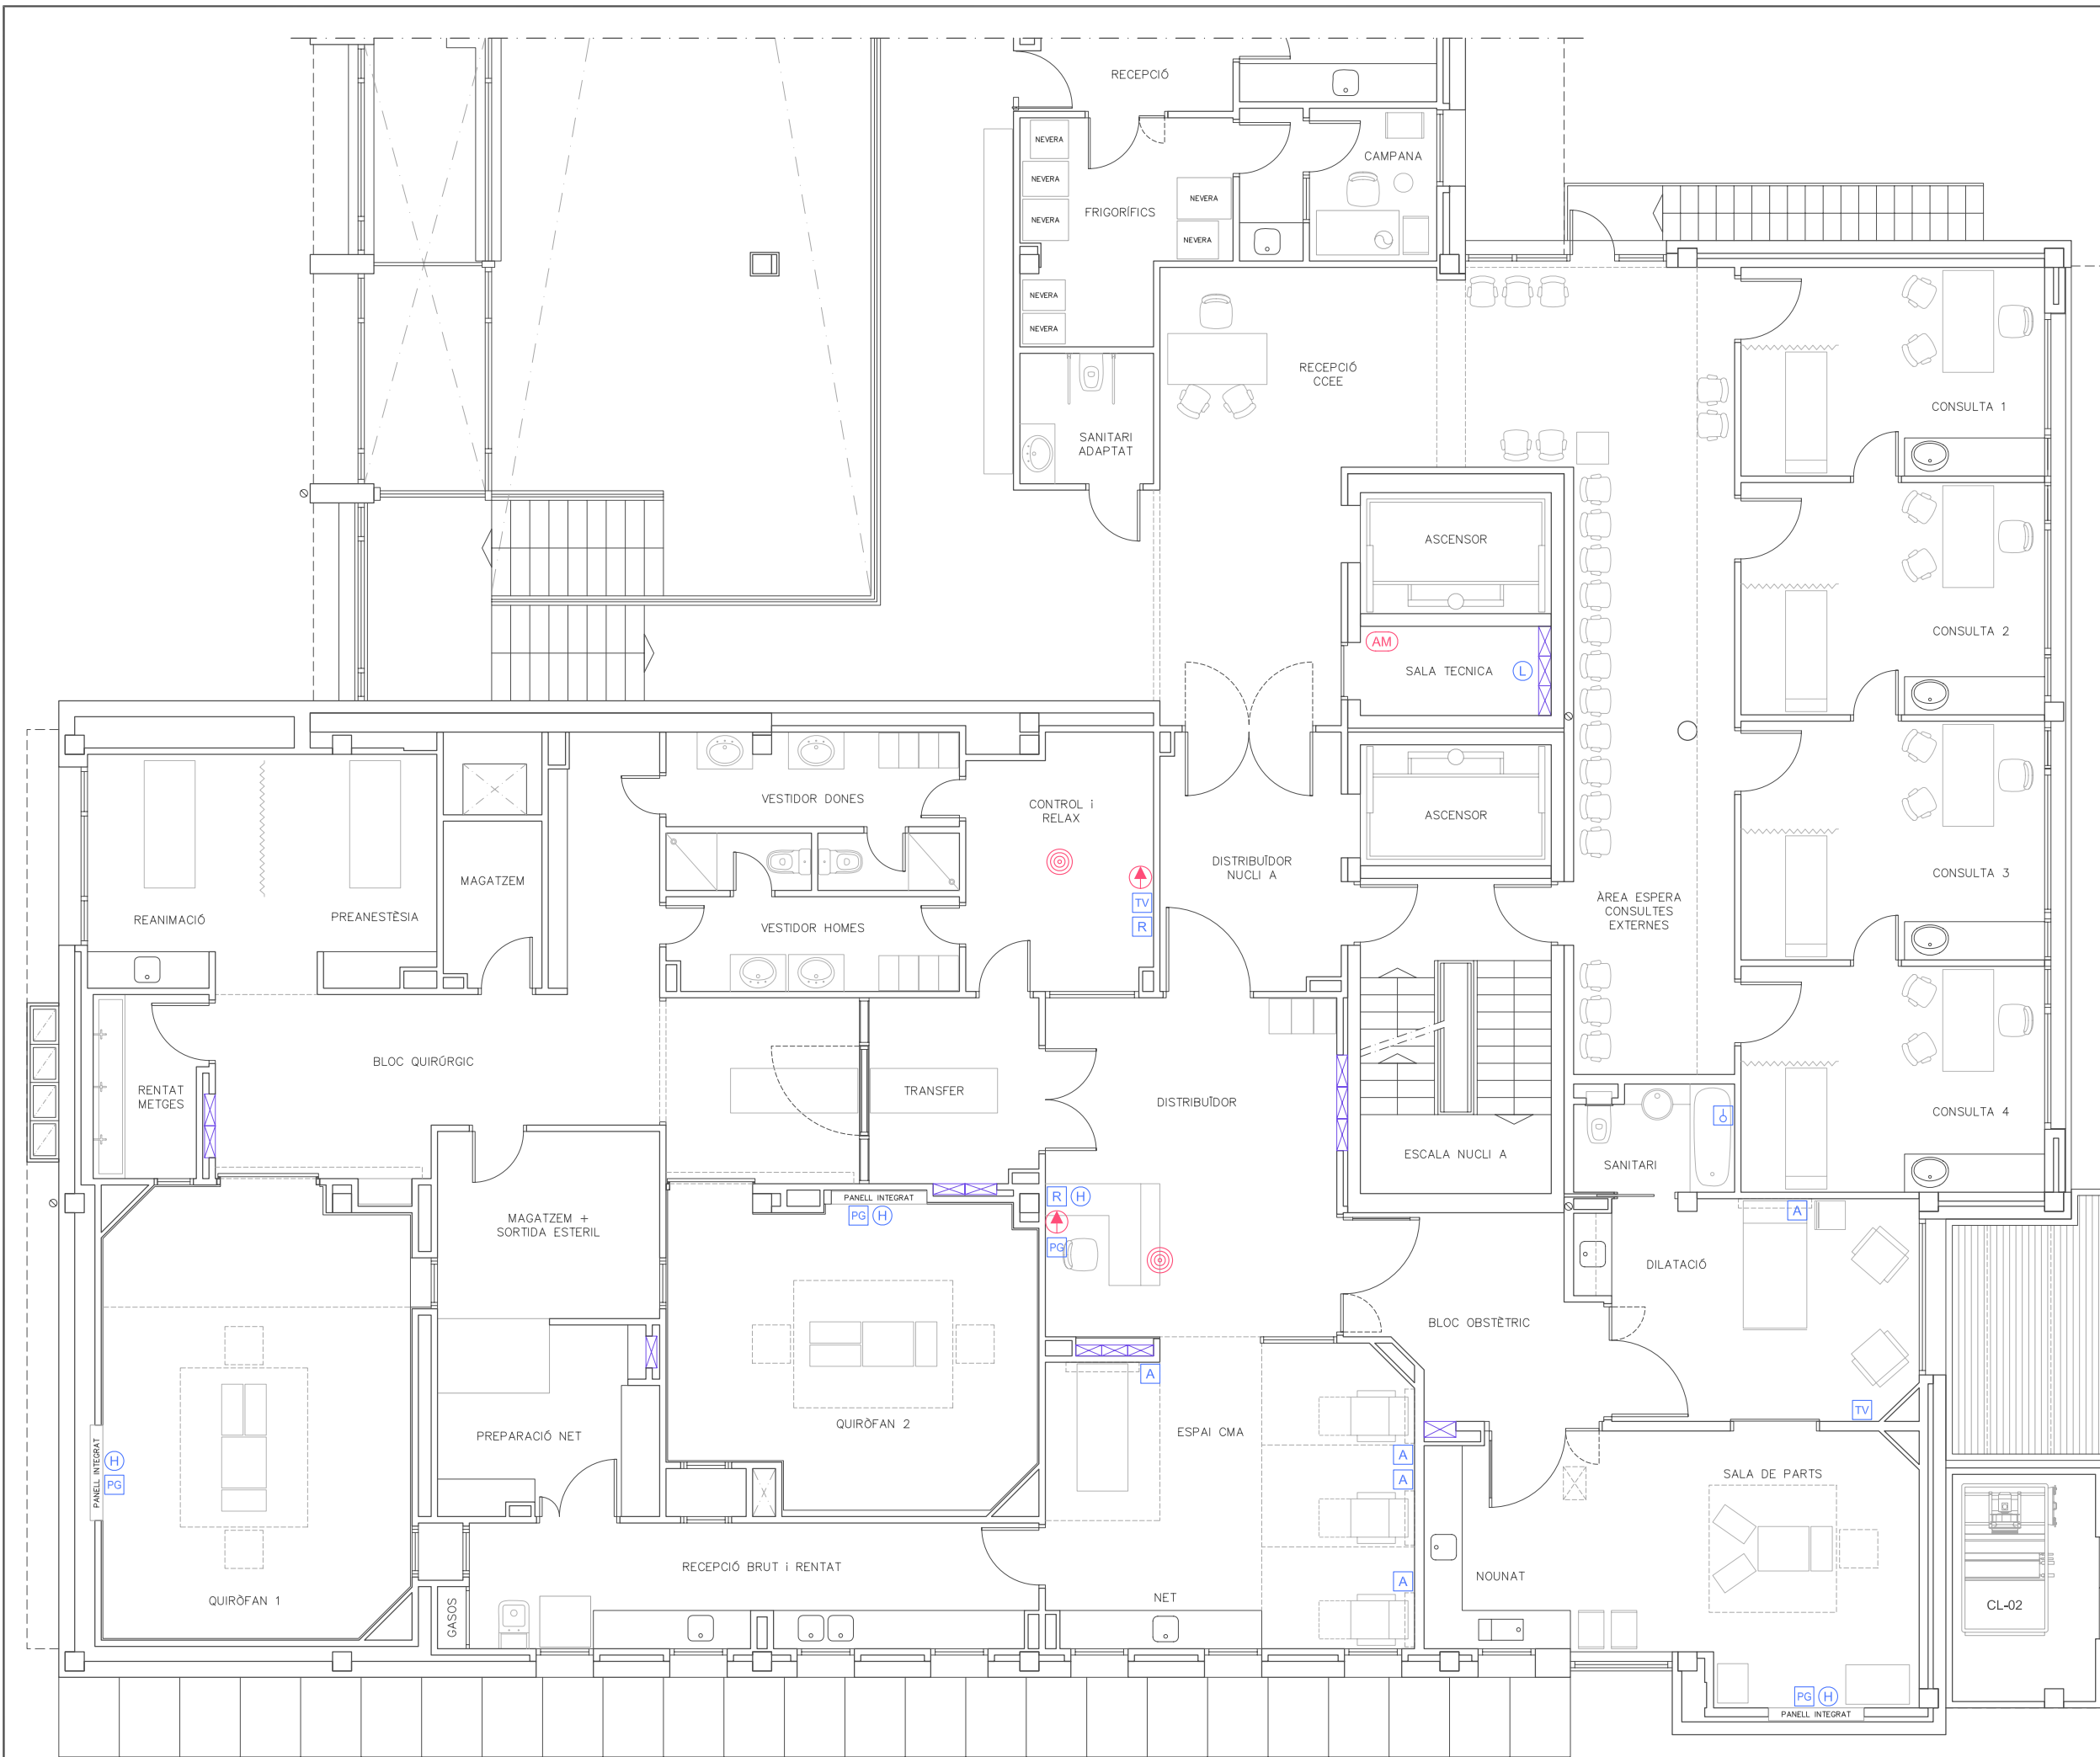 RECEPCIÓ
NEVERA
CAMPANA
NEVERA
NEVERA
FRIGORÍFICS
NEVERA
NEVERA
NEVERA
NEVERA
RECEPCIÓ
CCEE
CONSULTA 1
SANITARI
ADAPTAT
ASCENSOR
CONSULTA 2
AM
SALA TECNICA
L
VESTIDOR DONES
CONTROL i
RELAX
ASCENSOR
DISTRIBUÏDOR
NUCLI A
CONSULTA 3
MAGATZEM
TV
R
ÀREA ESPERA
CONSULTES
EXTERNES
REANIMACIÓ
PREANESTÈSIA
VESTIDOR HOMES
BLOC QUIRÚRGIC
RENTAT
METGES
TRANSFER
DISTRIBUÏDOR
CONSULTA 4
ESCALA NUCLI A
SANITARI
PANELL INTEGRAT
PG
H
R
H
PG
A
MAGATZEM +
SORTIDA ESTERIL
DILATACIÓ
BLOC OBSTÈTRIC
A
TV
QUIRÒFAN 2
ESPAI CMA
PREPARACIÓ NET
A
A
PANELL INTEGRAT
H
PG
SALA DE PARTS
RECEPCIÓ BRUT i RENTAT
A
NOUNAT
NET
QUIRÒFAN 1
GASOS
CL-02
PG
H
PANELL INTEGRAT